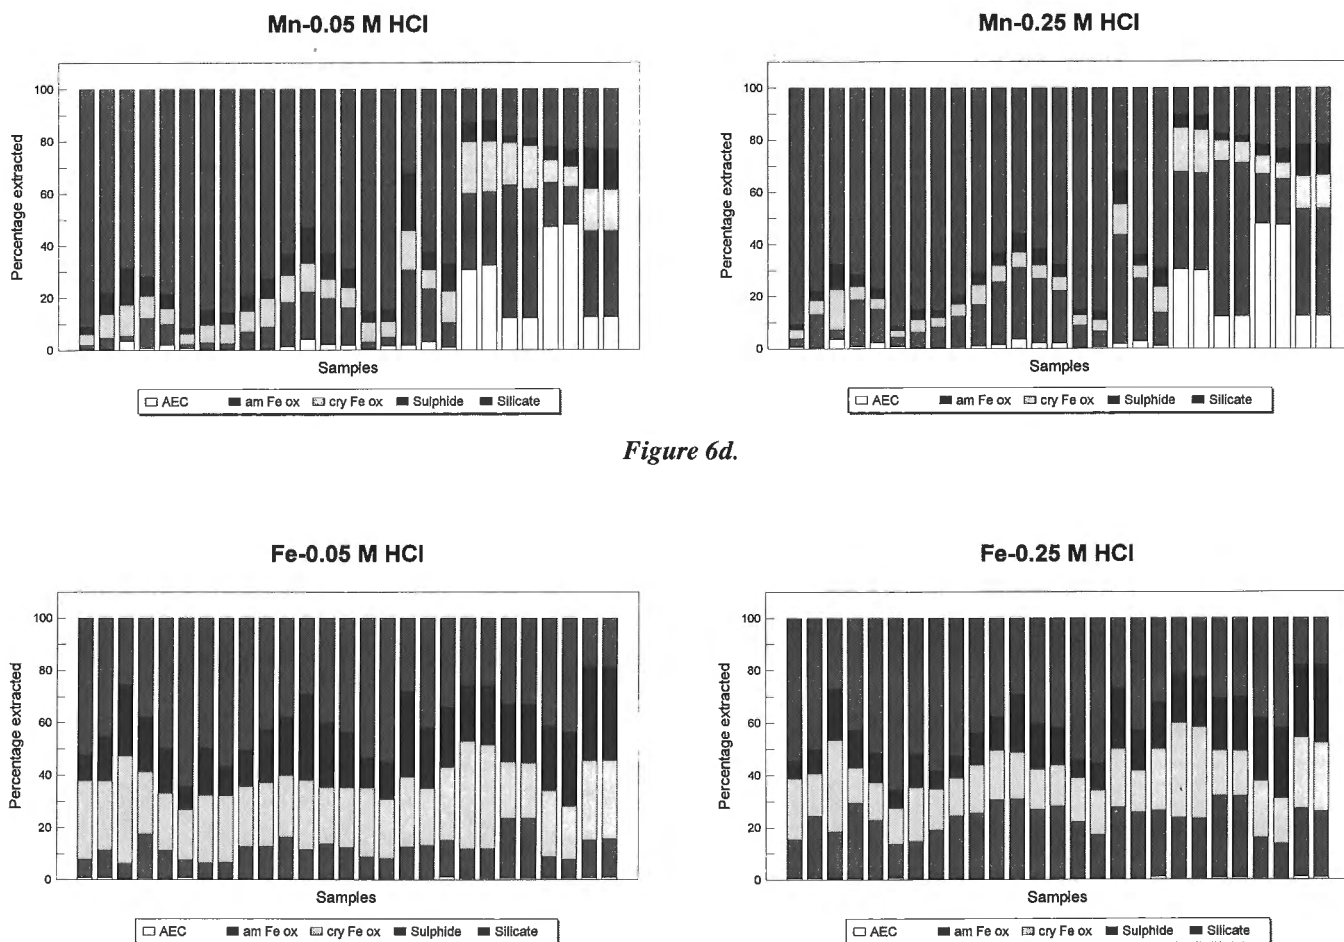 Mn-0.05 M HCl
Percentage extracted
100
80
60
40
20
0
Samples
AEC am Fe ox cry Fe ox Sulphide Silicate
Mn-0.25 M HCl
Percentage extracted
100
80
60
40
20
0
Samples
AEC am Fe ox cry Fe ox Sulphide Silicate
Figure 6d.
Fe-0.05 M HCl
Percentage extracted
100
80
60
40
20
0
Samples
AEC am Fe ox cry Fe ox Sulphide Silicate
Fe-0.25 M HCl
Percentage extracted
100
80
60
40
20
0
Samples
AEC am Fe ox cry Fe ox Sulphide Silicate